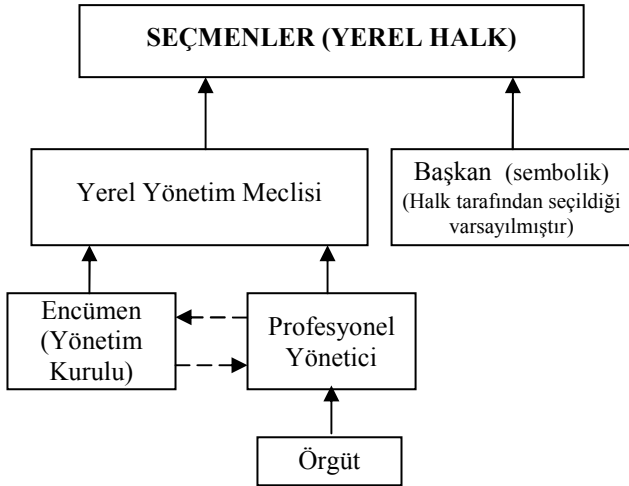 SEÇMENLER (YEREL HALK)
Yerel Yönetim Meclisi
Başkan (sembolik)
(Halk tarafından seçildiği
varsayılmıştır)
Encümen
(Yönetim
Kurulu)
Profesyonel
Yönetici
Örgüt